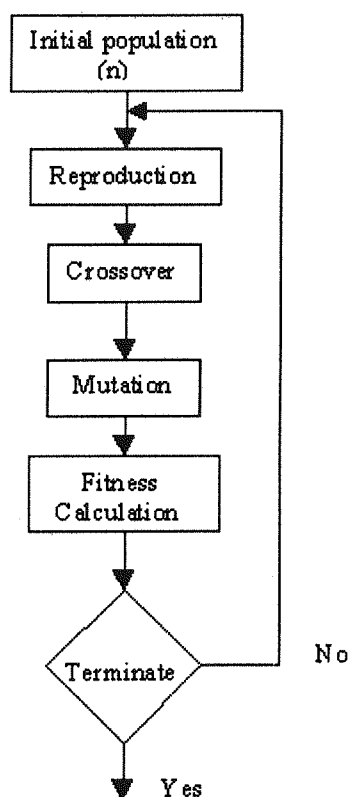 Initial population
(n)
Reproduction
Crossover
Mutation
Fitness
Calculation
Terminate
No
Yes